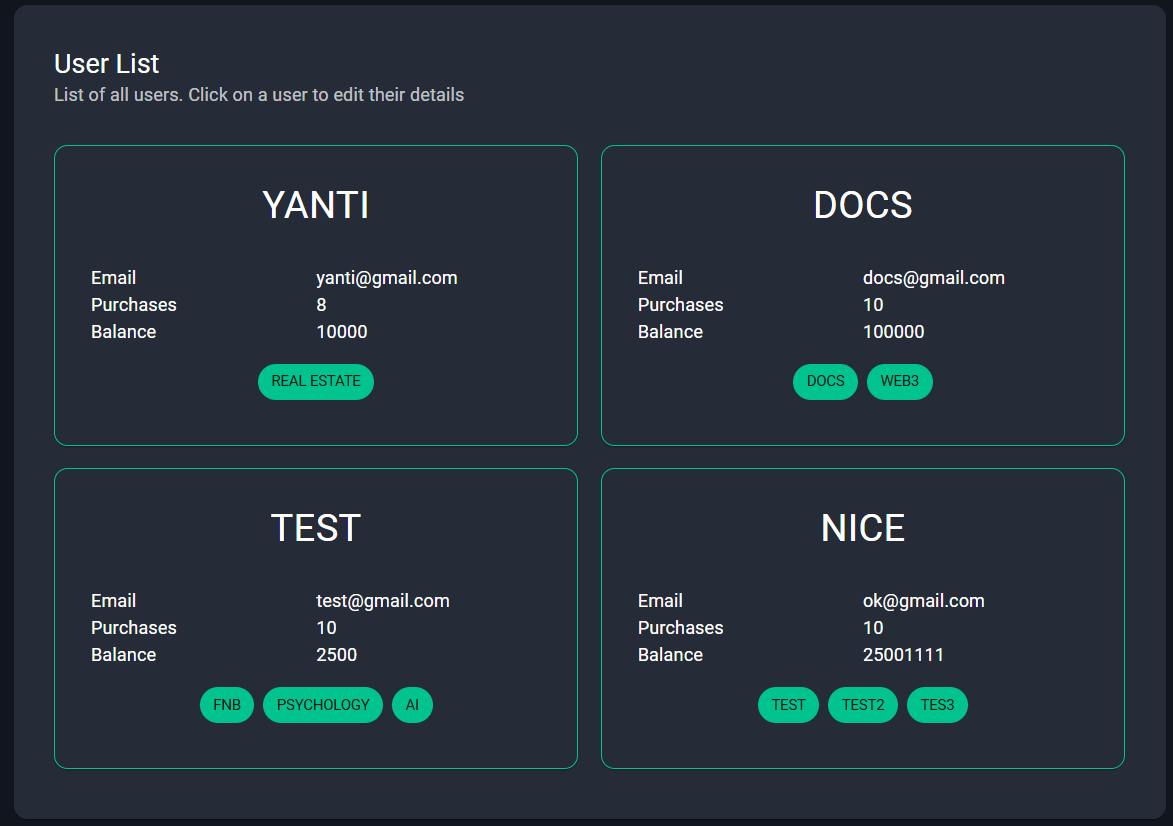 User List
List of all users. Click on a user to edit their details
YANTI
Email yanti@gmail.com
Purchases 8
Balance 10000
REAL ESTATE
DOCS
Email docs@gmail.com
Purchases 10
Balance 100000
DOCS WEB3
TEST
Email test@gmail.com
Purchases 10
Balance 2500
FNB PSYCHOLOGY AI
NICE
Email ok@gmail.com
Purchases 10
Balance 25001111
TEST TEST2 TES3